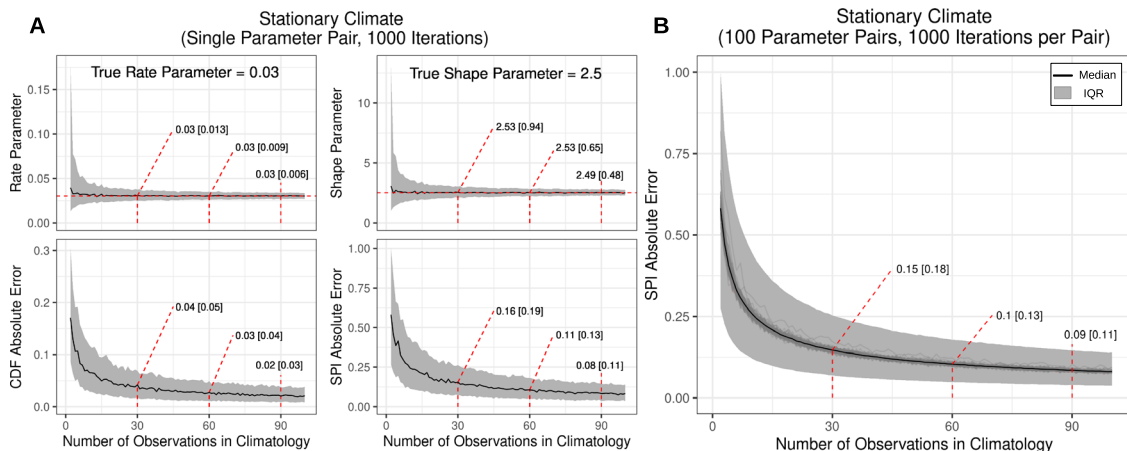 A
Stationary Climate
(Single Parameter Pair, 1000 Iterations)
True Rate Parameter = 0.03
Rate Parameter
0.15
0.10
0.05
0.00
0.03 [0.013]
0.03 [0.009]
0.03 [0.006]
True Shape Parameter = 2.5
Shape Parameter
10
5
0
2.53 [0.94]
2.53 [0.65]
2.49 [0.48]
CDF Absolute Error
0.3
0.2
0.1
0.0
0.04 [0.05]
0.03 [0.04]
0.02 [0.03]
0 30 60 90
Number of Observations in Climatology
SPI Absolute Error
1.00
0.75
0.50
0.25
0.00
0.16 [0.19]
0.11 [0.13]
0.08 [0.11]
0 30 60 90
Number of Observations in Climatology
B
Stationary Climate
(100 Parameter Pairs, 1000 Iterations per Pair)
Median
IQR
SPI Absolute Error
1.00
0.75
0.50
0.25
0.00
0.15 [0.18]
0.1 [0.13]
0.09 [0.11]
0 30 60 90
Number of Observations in Climatology